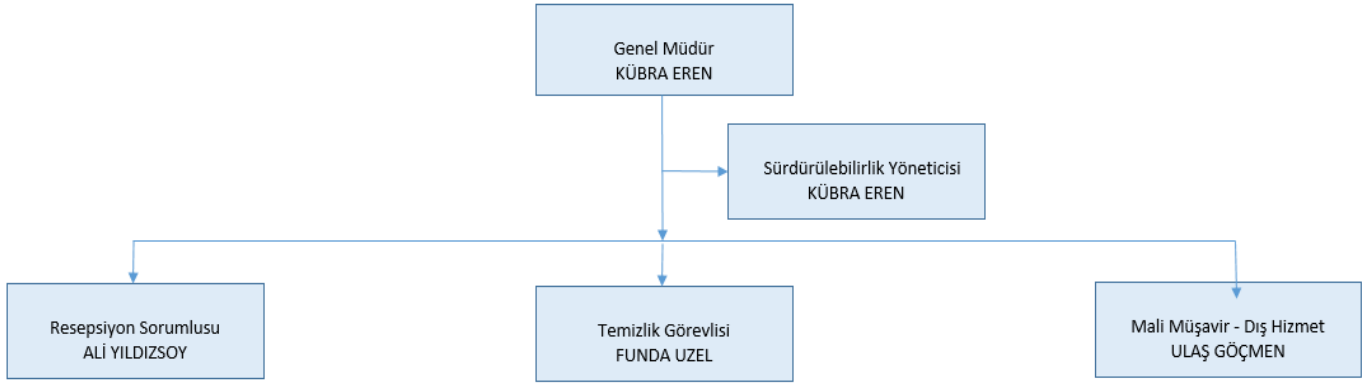 Genel Müdür
KÜBRA EREN
Sürdürülebilirlik Yöneticisi
KÜBRA EREN
Resepsiyon Sorumlusu
ALİ YILDIZSOY
Temizlik Görevlisi
FUNDA UZEL
Mali Müşavir - Dış Hizmet
ULAŞ GÖÇMEN